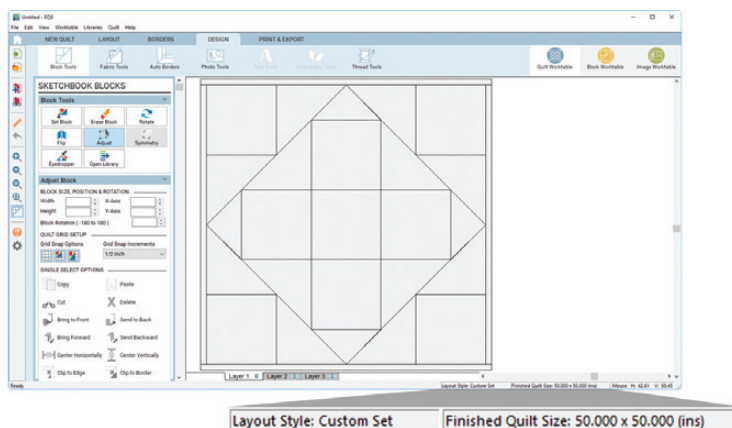 Untitled - EQ8
File Edit View Worktable Libraries Quilt Help
NEW QUILT LAYOUT BORDERS DESIGN PRINT & EXPORT
Block Tools Fabric Tools Auto Borders Photo Tools Text Tools Embroidery Tools Thread Tools Quilt Worktable Block Worktable Image Worktable
SKETCHBOOK BLOCKS
Block Tools
Set Block Erase Block Rotate
Flip Adjust Symmetry
Eyedropper Open Library
Adjust Block
BLOCK SIZE, POSITION & ROTATION
Width X-Axis
Height Y-Axis
Block Rotation (-180 to 180)
QUILT GRID SETUP
Grid Snap Options Grid Snap Increments
1/2 Inch
SINGLE SELECT OPTIONS
Copy Paste
Cut Delete
Bring to Front Send to Back
Bring Forward Send Backward
Center Horizontally Center Vertically
Clip to Edge Clip to Border
Layer 1 Layer 2 Layer 3
Ready Layout Style: Custom Set Finished Quilt Size: 50.000 x 50.000 (ins) Mouse H: 42.61 V: 50.45
Layout Style: Custom Set Finished Quilt Size: 50.000 x 50.000 (ins)